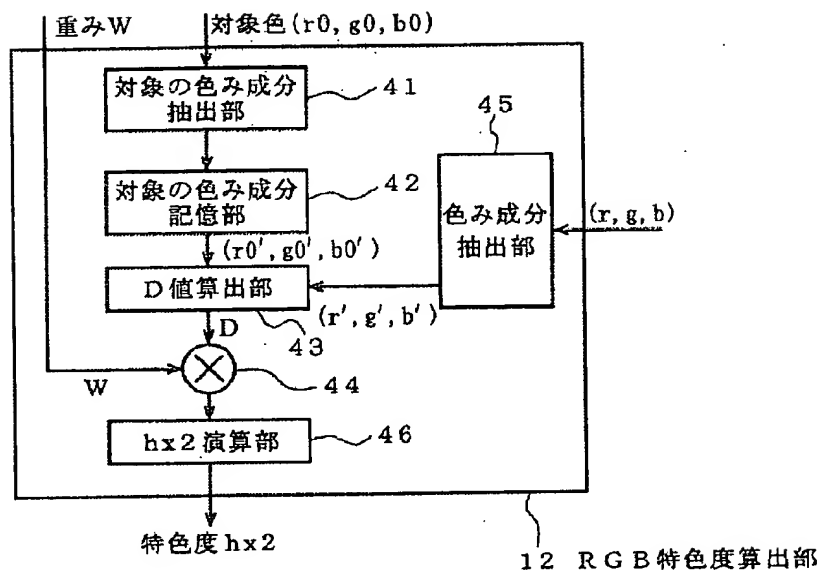 重みW
対象色(r0,g0,b0)
対象の色み成分
抽出部
41
45
対象の色み成分
記憶部
42
色み成分
抽出部
(r,g,b)
(r0′,g0′,b0′)
D値算出部
(r′,g′,b′)
D
43
W
44
hx2演算部
46
特色度hx2
12 RGB特色度算出部